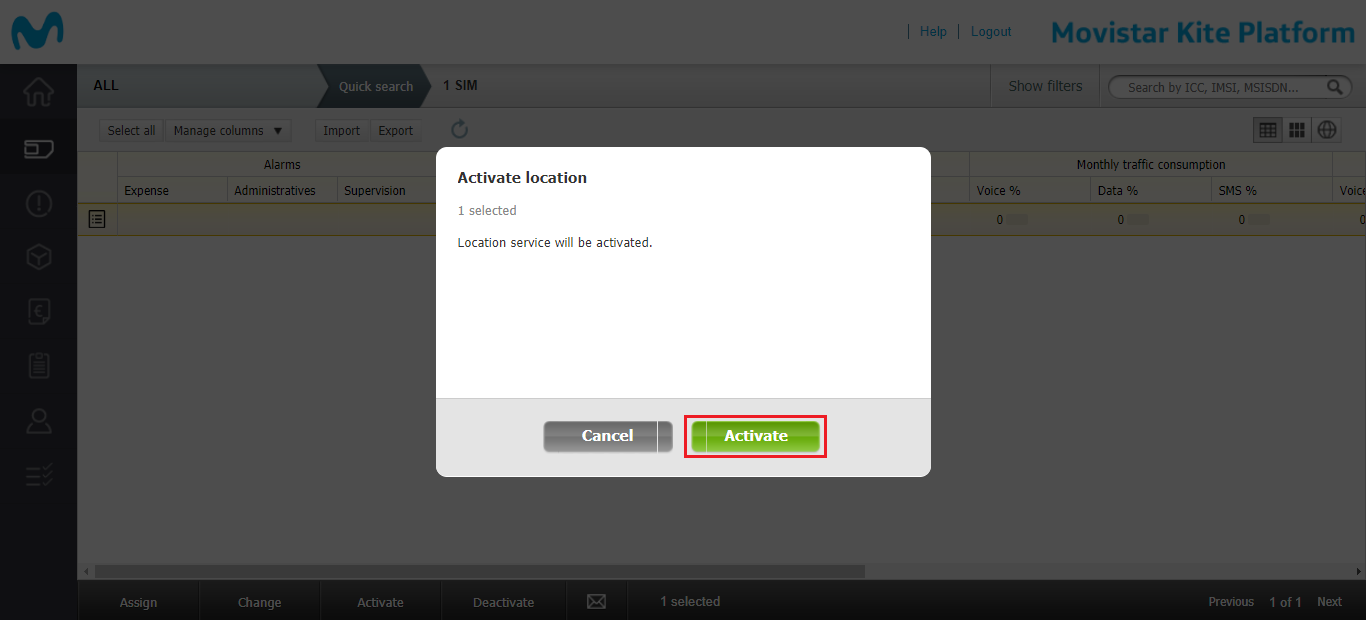 Help
Logout
Movistar Kite Platform
ALL
Quick search
1 SIM
Show filters
Search by ICC, IMSI, MSISDN...
Select all
Manage columns
Import
Export
Alarms
Monthly traffic consumption
Expense
Administratives
Supervision
Voice %
Data %
SMS %
Voice
0
0
0
0
Activate location
1 selected
Location service will be activated.
Cancel
Activate
Assign
Change
Activate
Deactivate
1 selected
Previous
1 of 1
Next